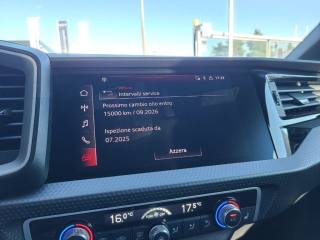 Intervalli service
Prossimo cambio olio entro
15000 km / 09.2026
Ispezione scaduta da
07.2025
Azzera
16.0°C
17.5°C